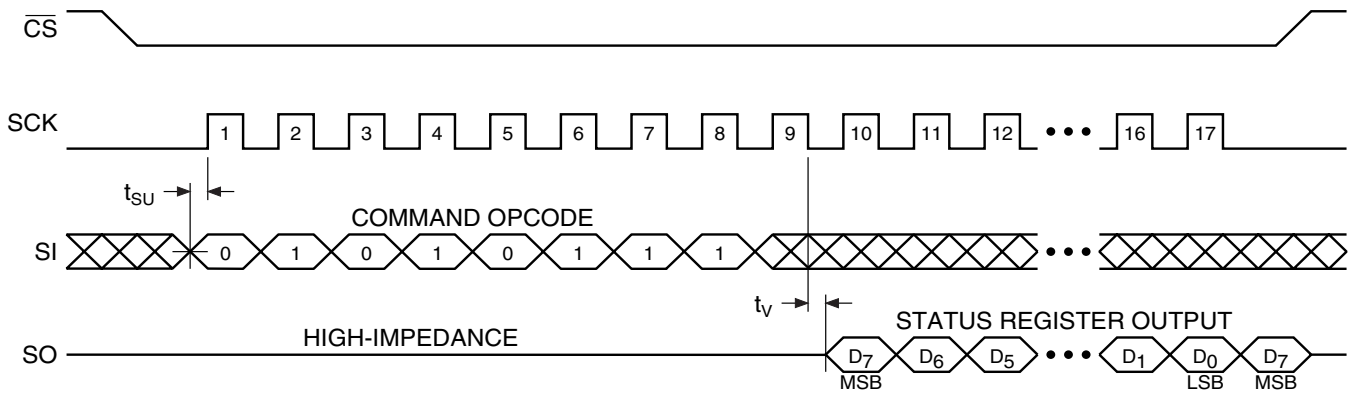 CS
SCK 1 2 3 4 5 6 7 8 9 10 11 12 • • • 16 17
tSU
COMMAND OPCODE
SI 0 1 0 1 0 1 1 1 • • •
tV
HIGH-IMPEDANCE STATUS REGISTER OUTPUT
SO D7 D6 D5 • • • D1 D0 D7
MSB LSB MSB